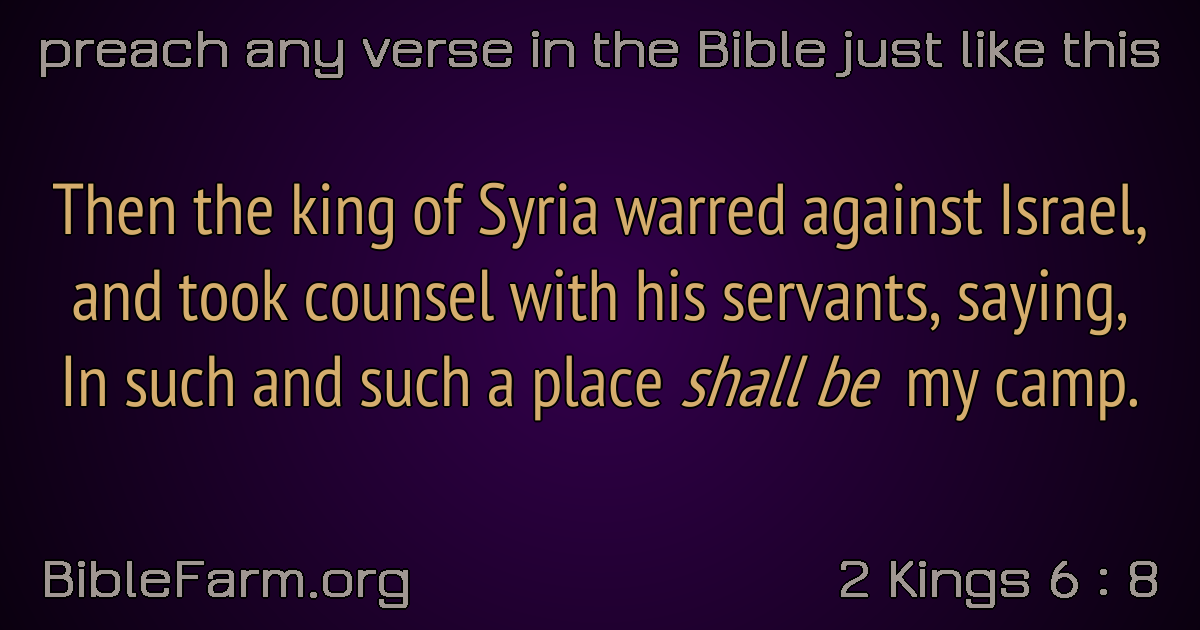 preach any verse in the Bible just like this
Then the king of Syria warred against Israel,
and took counsel with his servants, saying,
In such and such a place shall be my camp.
BibleFarm.org
2 Kings 6 : 8